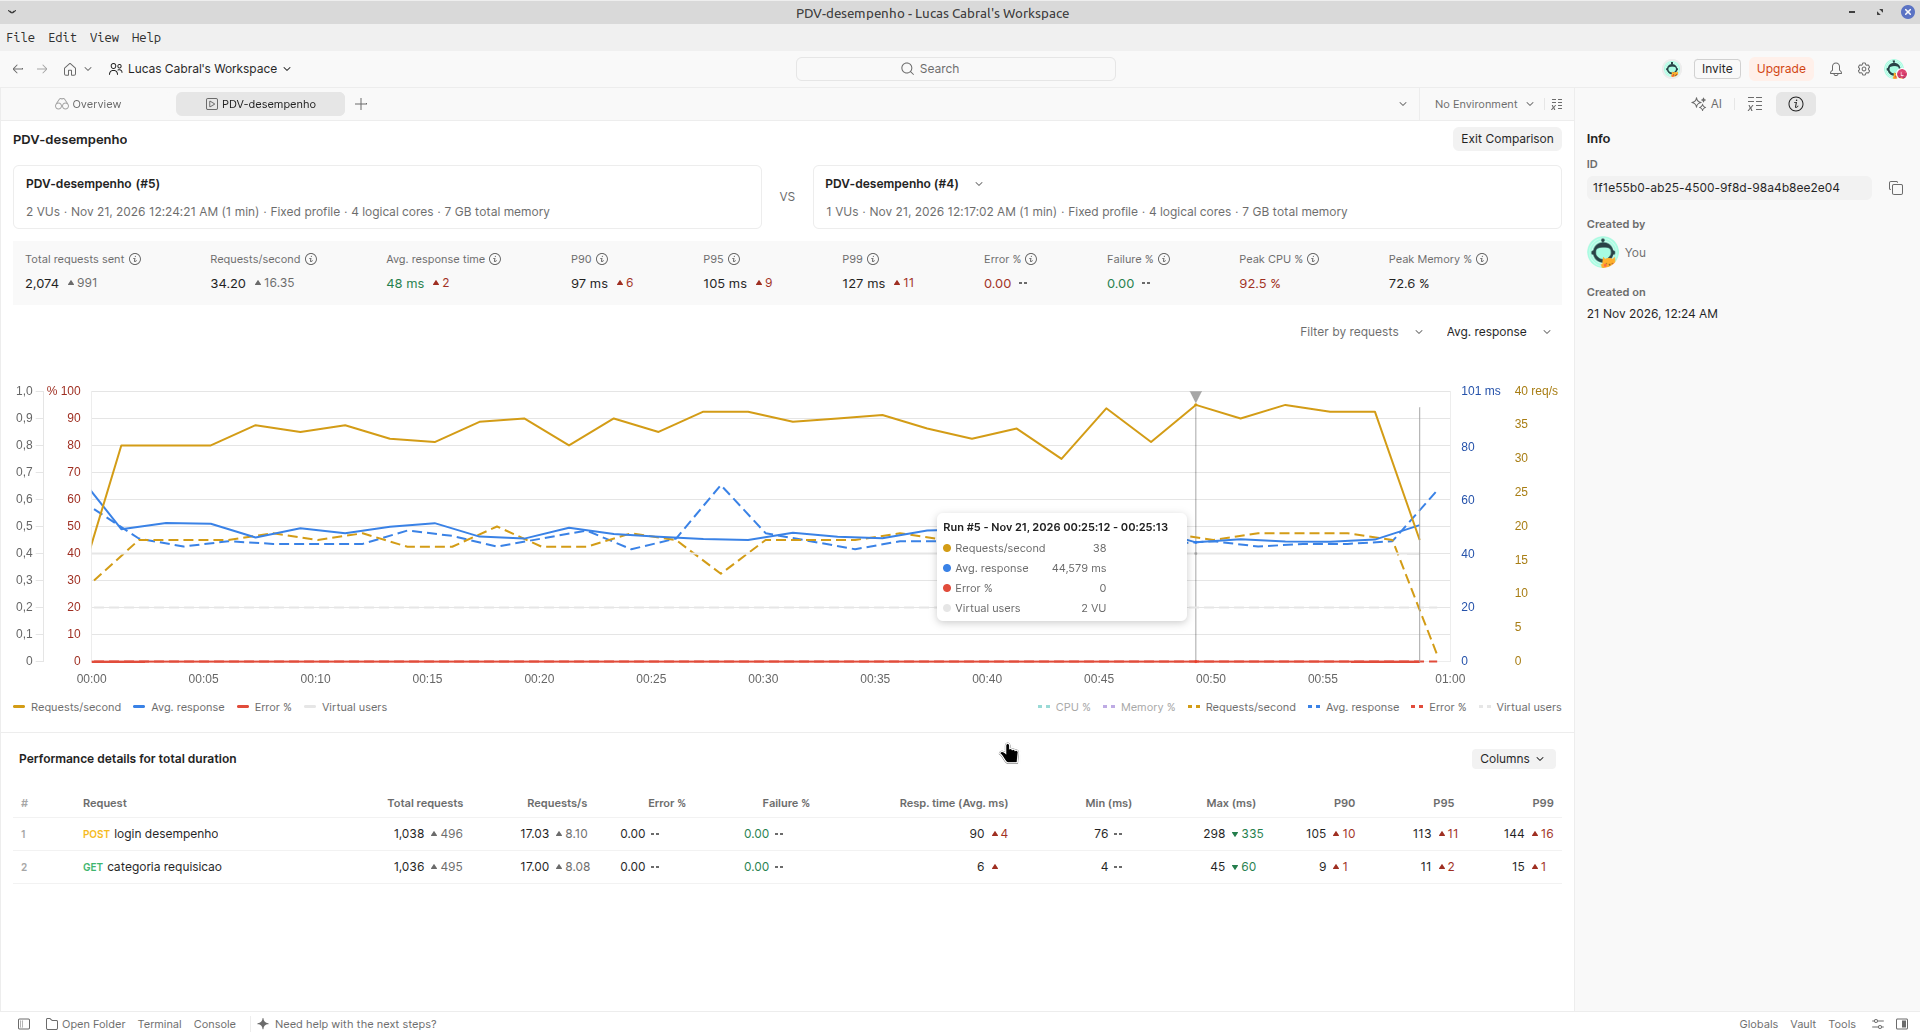 PDV-desempenho - Lucas Cabral's Workspace
File Edit View Help
Lucas Cabral's Workspace
Search
Invite Upgrade
Overview PDV-desempenho
No Environment
AI
PDV-desempenho
Exit Comparison
PDV-desempenho (#5)
2 VUs · Nov 21, 2026 12:24:21 AM (1 min) · Fixed profile · 4 logical cores · 7 GB total memory
VS
PDV-desempenho (#4)
1 VUs · Nov 21, 2026 12:17:02 AM (1 min) · Fixed profile · 4 logical cores · 7 GB total memory
Total requests sent Requests/second Avg. response time P90 P95 P99 Error % Failure % Peak CPU % Peak Memory %
2,074 ▲ 991 34.20 ▲ 16.35 48 ms ▲ 2 97 ms ▲ 6 105 ms ▲ 9 127 ms ▲ 11 0.00 -- 0.00 -- 92.5 % 72.6 %
Filter by requests Avg. response
1,0 % 100 101 ms 40 req/s
0,9 90
35
0,8 80 80
30
0,7 70
0,6 60 60 25
0,5 50 20
0,4 40 40
15
0,3 30
10
0,2 20 20
0,1 10 5
0 0 0 0
Run #5 - Nov 21, 2026 00:25:12 - 00:25:13
Requests/second 38
Avg. response 44,579 ms
Error % 0
Virtual users 2 VU
00:00 00:05 00:10 00:15 00:20 00:25 00:30 00:35 00:40 00:45 00:50 00:55 01:00
Requests/second Avg. response Error % Virtual users
CPU % Memory % Requests/second Avg. response Error % Virtual users
Performance details for total duration
Columns
# Request Total requests Requests/s Error % Failure % Resp. time (Avg. ms) Min (ms) Max (ms) P90 P95 P99
1 POST login desempenho 1,038 ▲ 496 17.03 ▲ 8.10 0.00 -- 0.00 -- 90 ▲ 4 76 -- 298 ▼ 335 105 ▲ 10 113 ▲ 11 144 ▲ 16
2 GET categoria requisicao 1,036 ▲ 495 17.00 ▲ 8.08 0.00 -- 0.00 -- 6 ▲ 4 -- 45 ▼ 60 9 ▲ 1 11 ▲ 2 15 ▲ 1
Info
ID
1f1e55b0-ab25-4500-9f8d-98a4b8ee2e04
Created by
You
Created on
21 Nov 2026, 12:24 AM
Open Folder Terminal Console Need help with the next steps?
Globals Vault Tools